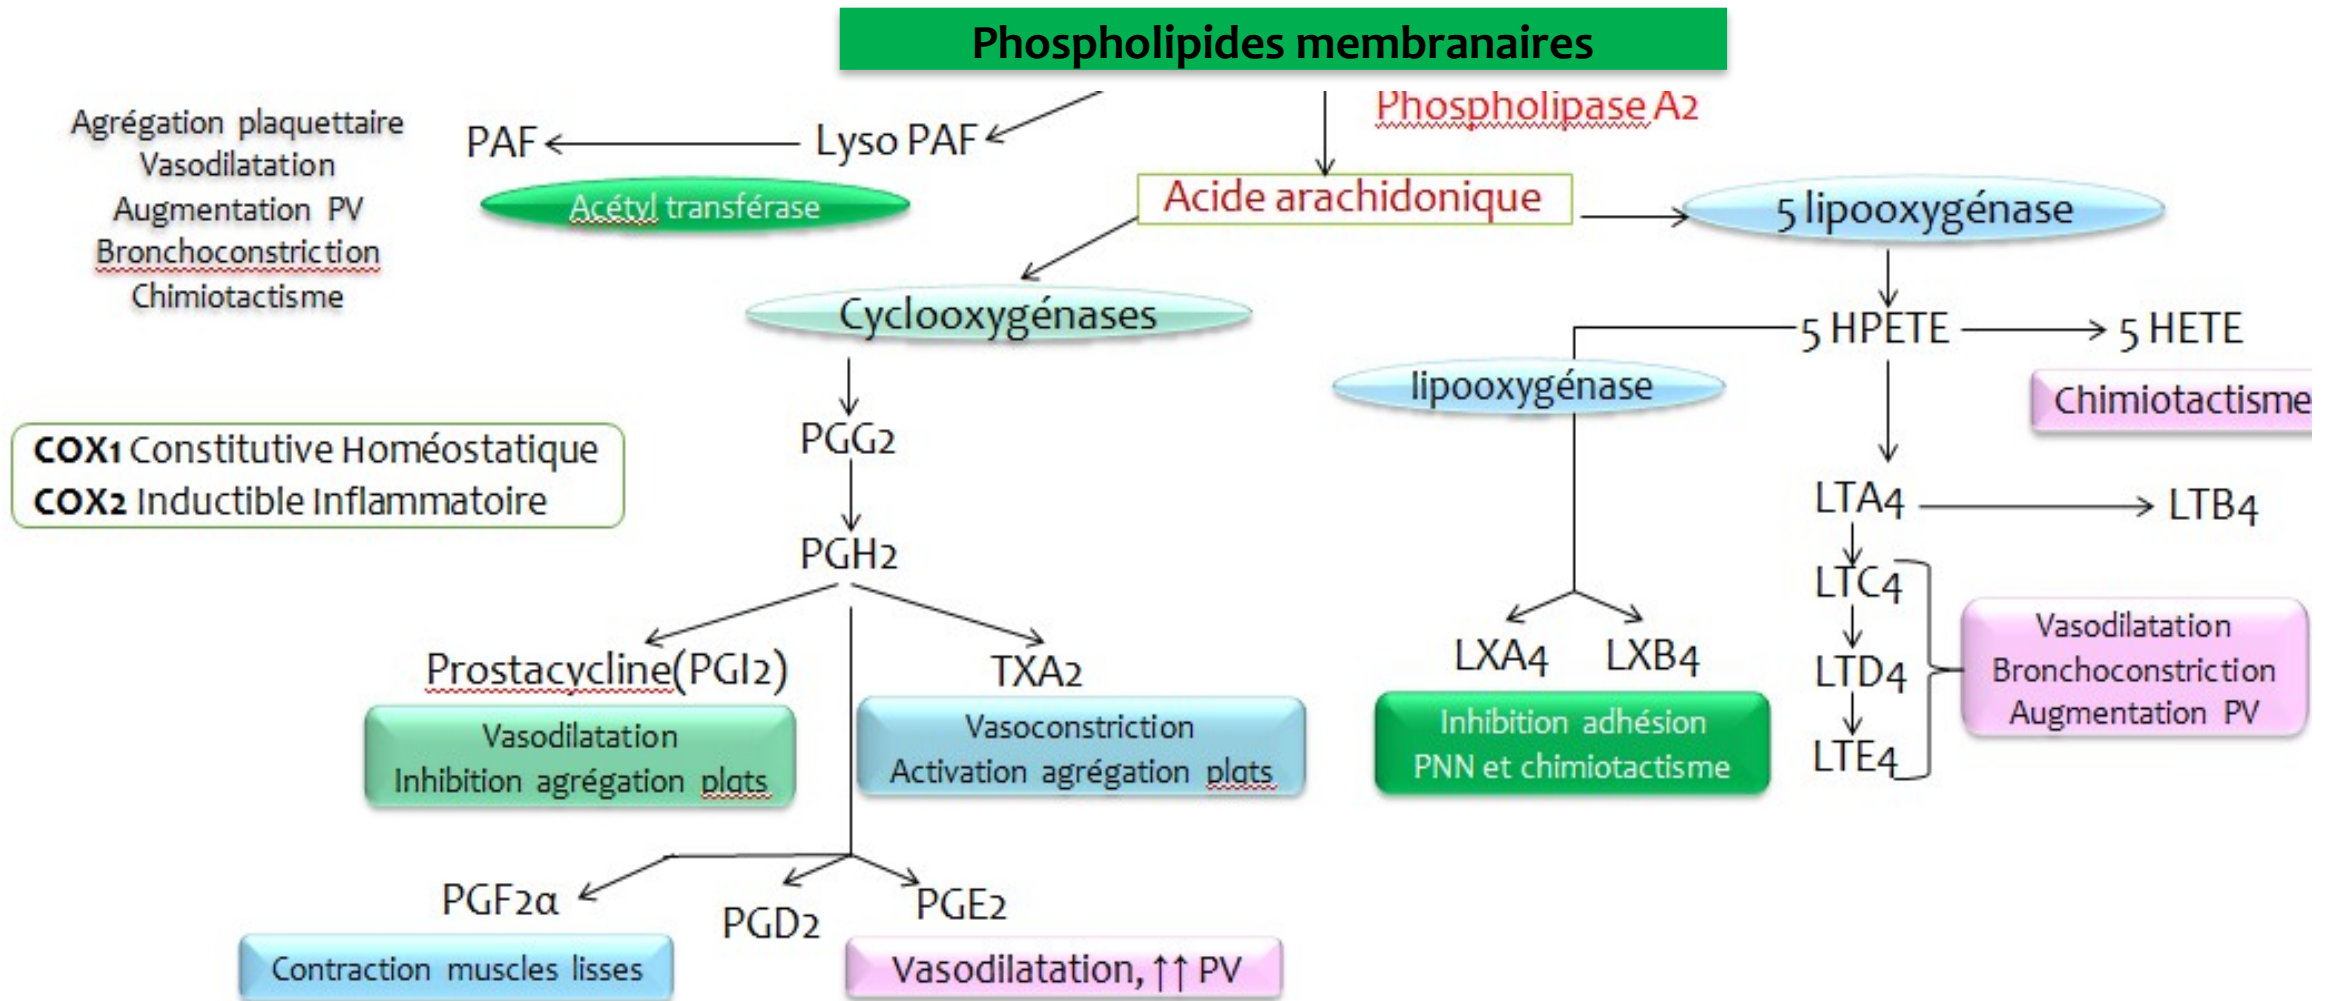 Phospholipides membranaires
Phospholipase A2
Agrégation plaquettaire
Vasodilatation
Augmentation PV
Bronchoconstriction
Chimiotactisme
PAF
Lyso PAF
Acétyl transférase
Acide arachidonique
5 lipooxygénase
Cyclooxygénases
5 HPETE
5 HETE
lipooxygénase
Chimiotactisme
COX1 Constitutive Homéostatique
COX2 Inductible Inflammatoire
PGG2
PGH2
LTA4
LTB4
LTC4
LTD4
LTE4
Vasodilatation
Bronchoconstriction
Augmentation PV
LXA4
LXB4
Inhibition adhésion
PNN et chimiotactisme
Prostacycline(PGI2)
Vasodilatation
Inhibition agrégation plqts
TXA2
Vasoconstriction
Activation agrégation plqts
PGF2α
PGD2
PGE2
Contraction muscles lisses
Vasodilatation, ↑↑ PV